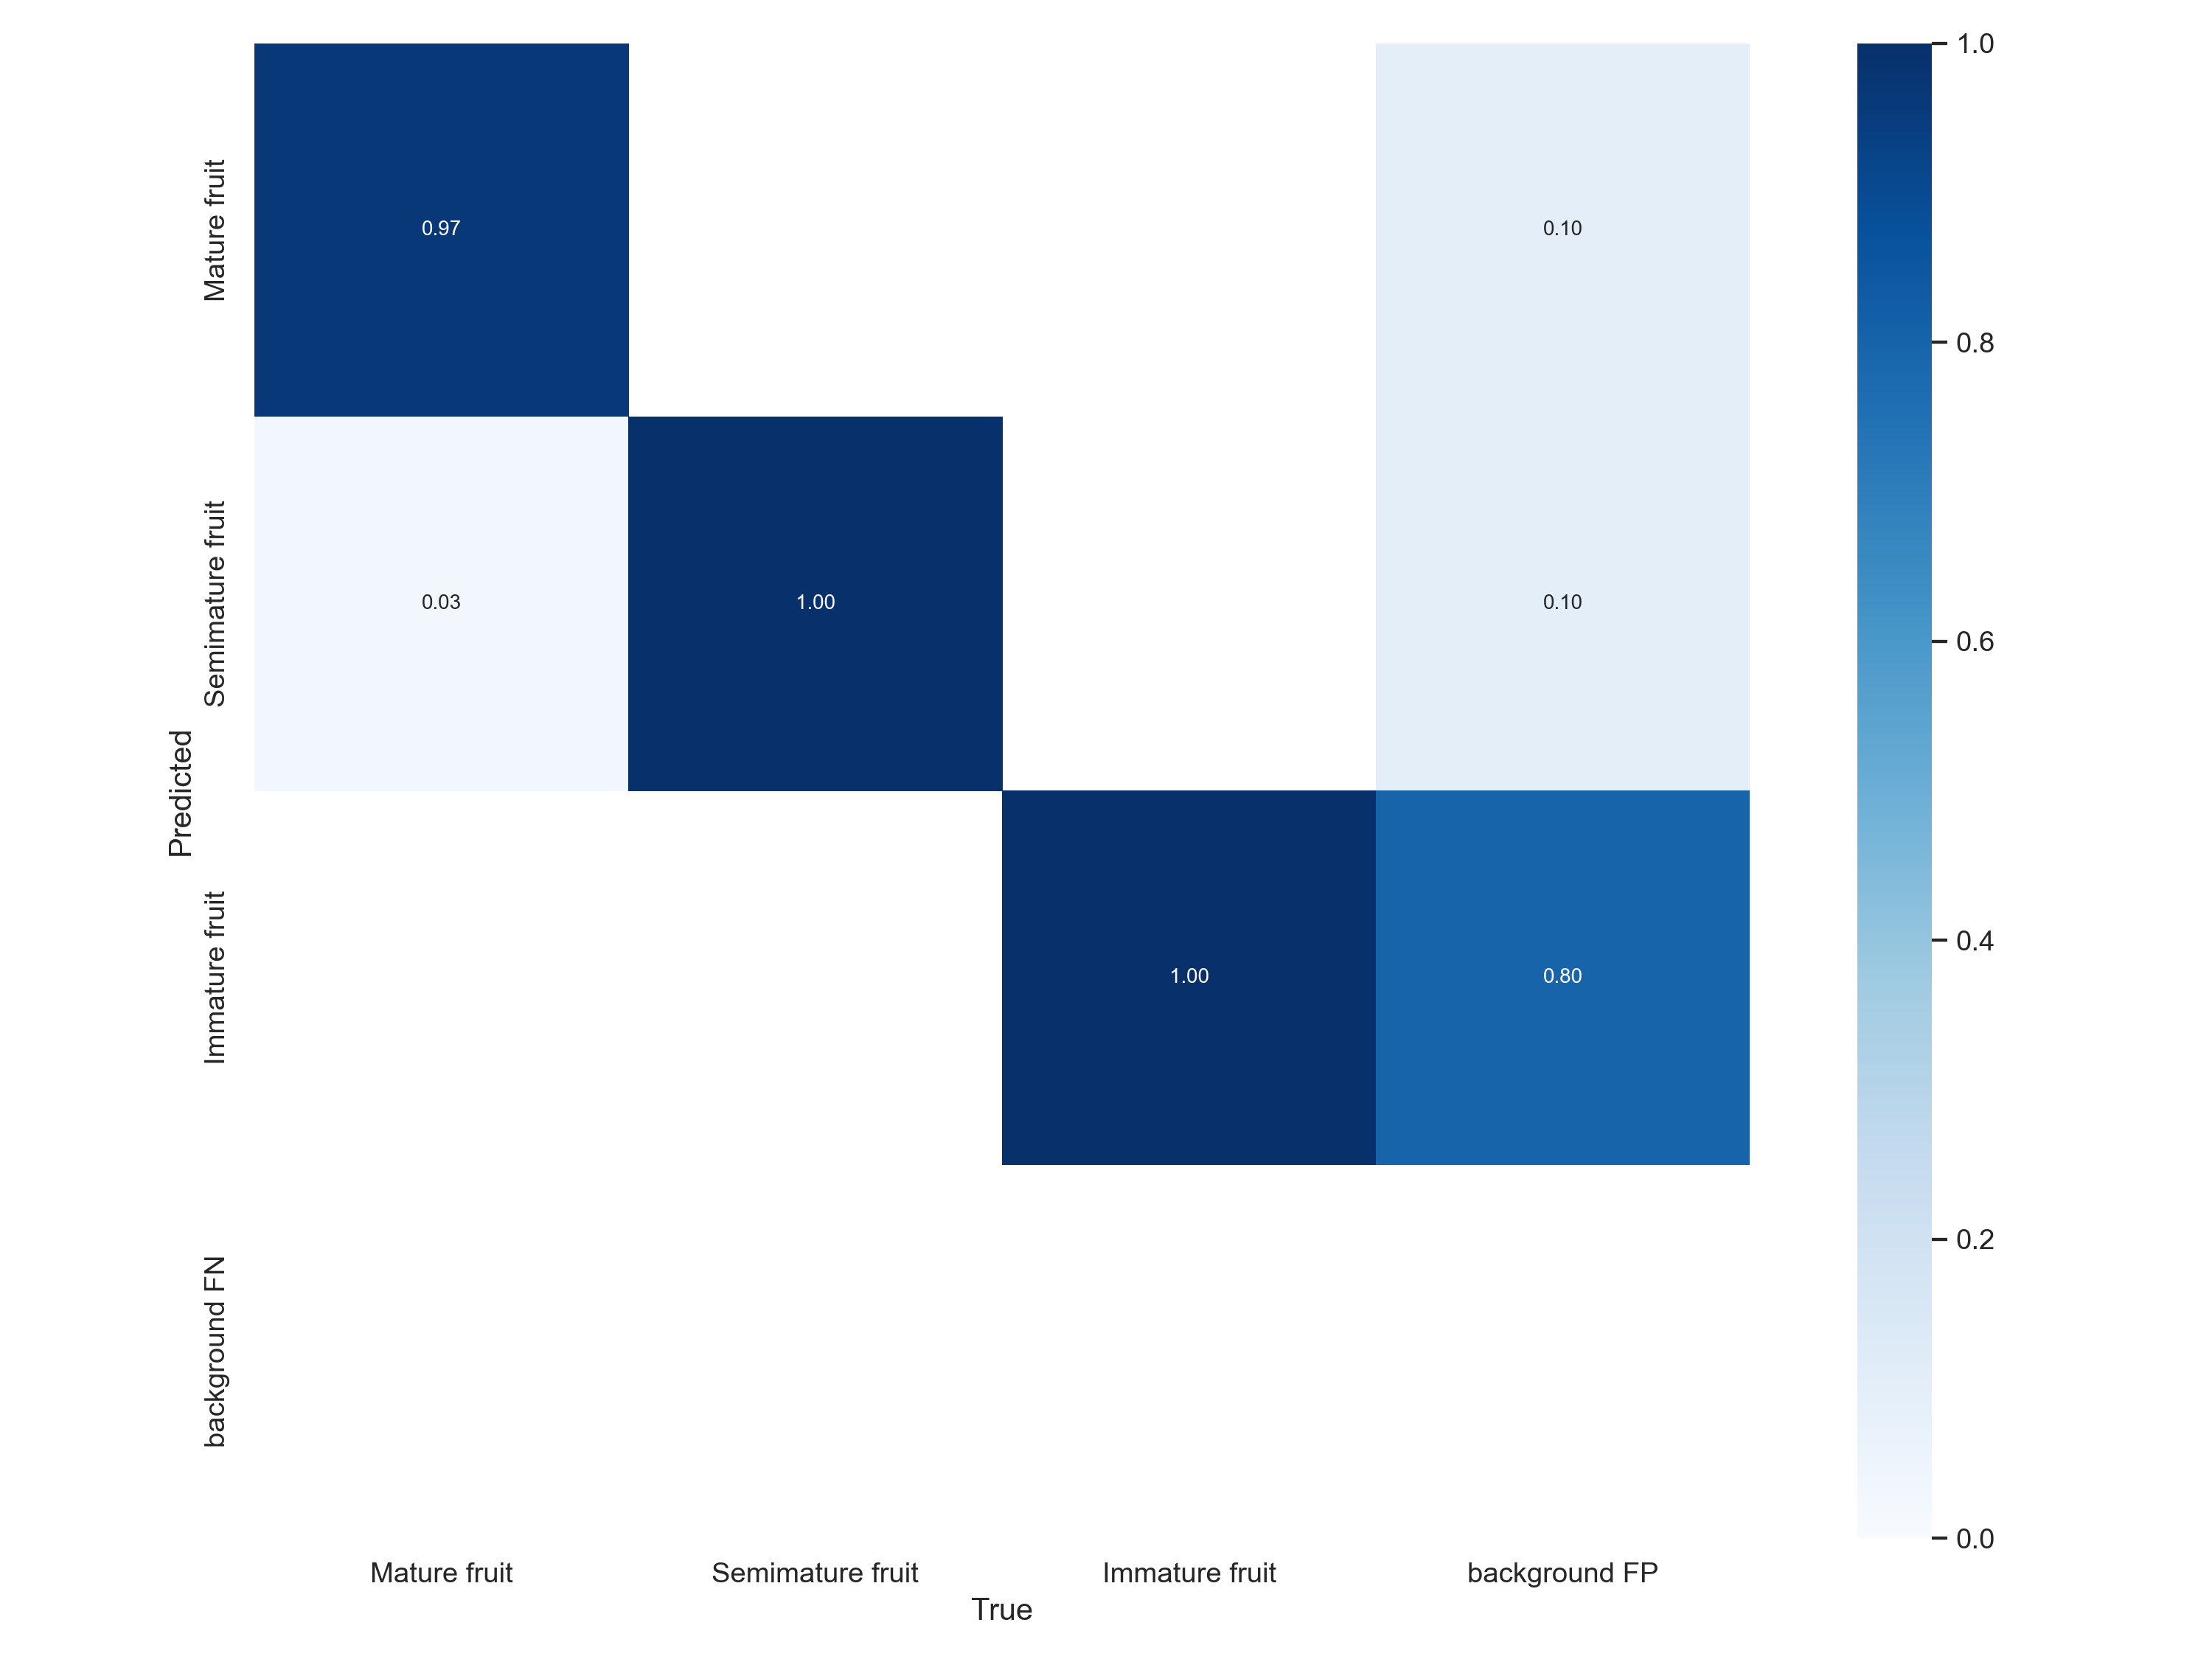 Predicted
Mature fruit
0.97
0.10
Semimature fruit
0.03
1.00
0.10
Immature fruit
1.00
0.80
background FN
Mature fruit
Semimature fruit
Immature fruit
background FP
True
1.0
0.8
0.6
0.4
0.2
0.0